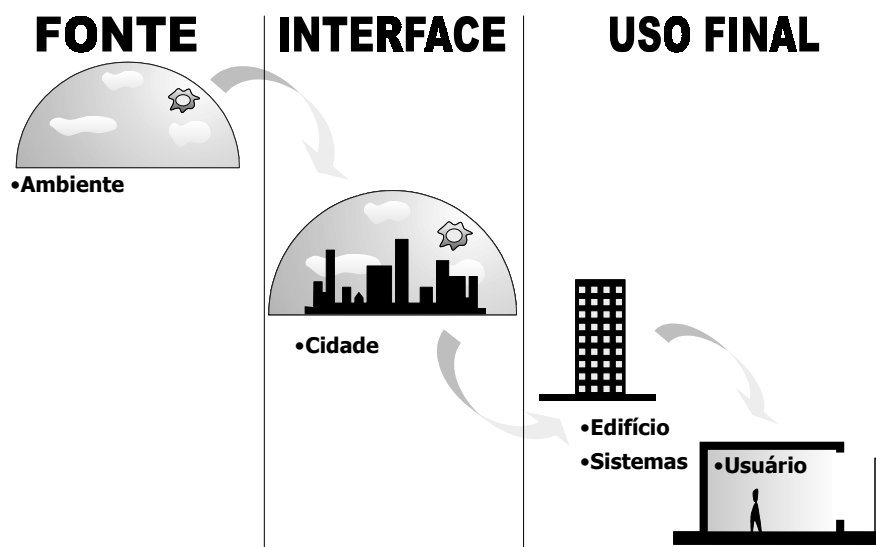 FONTE
INTERFACE
USO FINAL
•Ambiente
•Cidade
•Edifício
•Sistemas
•Usuário